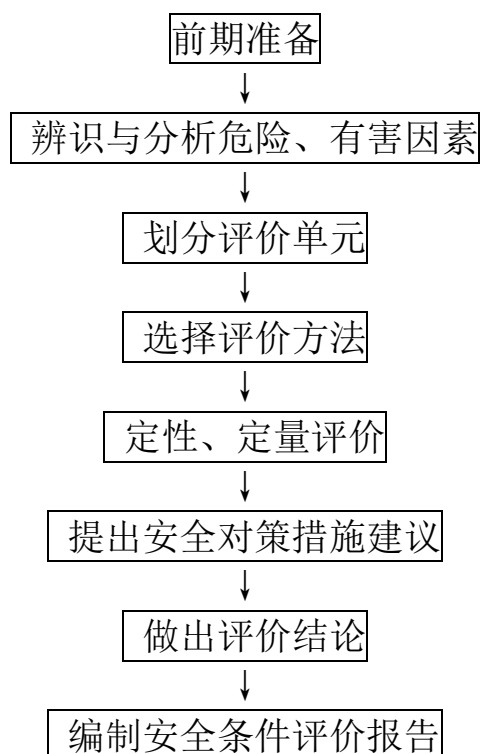 前期准备
辨识与分析危险、有害因素
划分评价单元
选择评价方法
定性、定量评价
提出安全对策措施建议
做出评价结论
编制安全条件评价报告